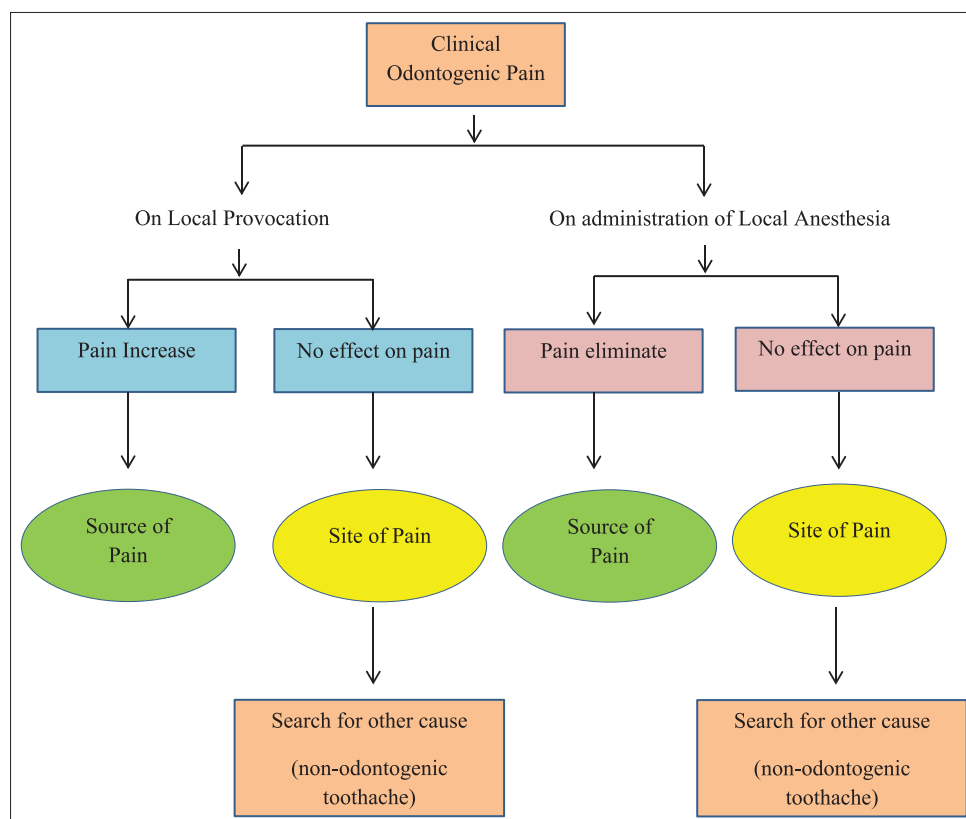 Clinical
Odontogenic Pain
On Local Provocation
On administration of Local Anesthesia
Pain Increase
No effect on pain
Pain eliminate
No effect on pain
Source of
Pain
Site of Pain
Source of
Pain
Site of Pain
Search for other cause
(non-odontogenic
toothache)
Search for other cause
(non-odontogenic
toothache)